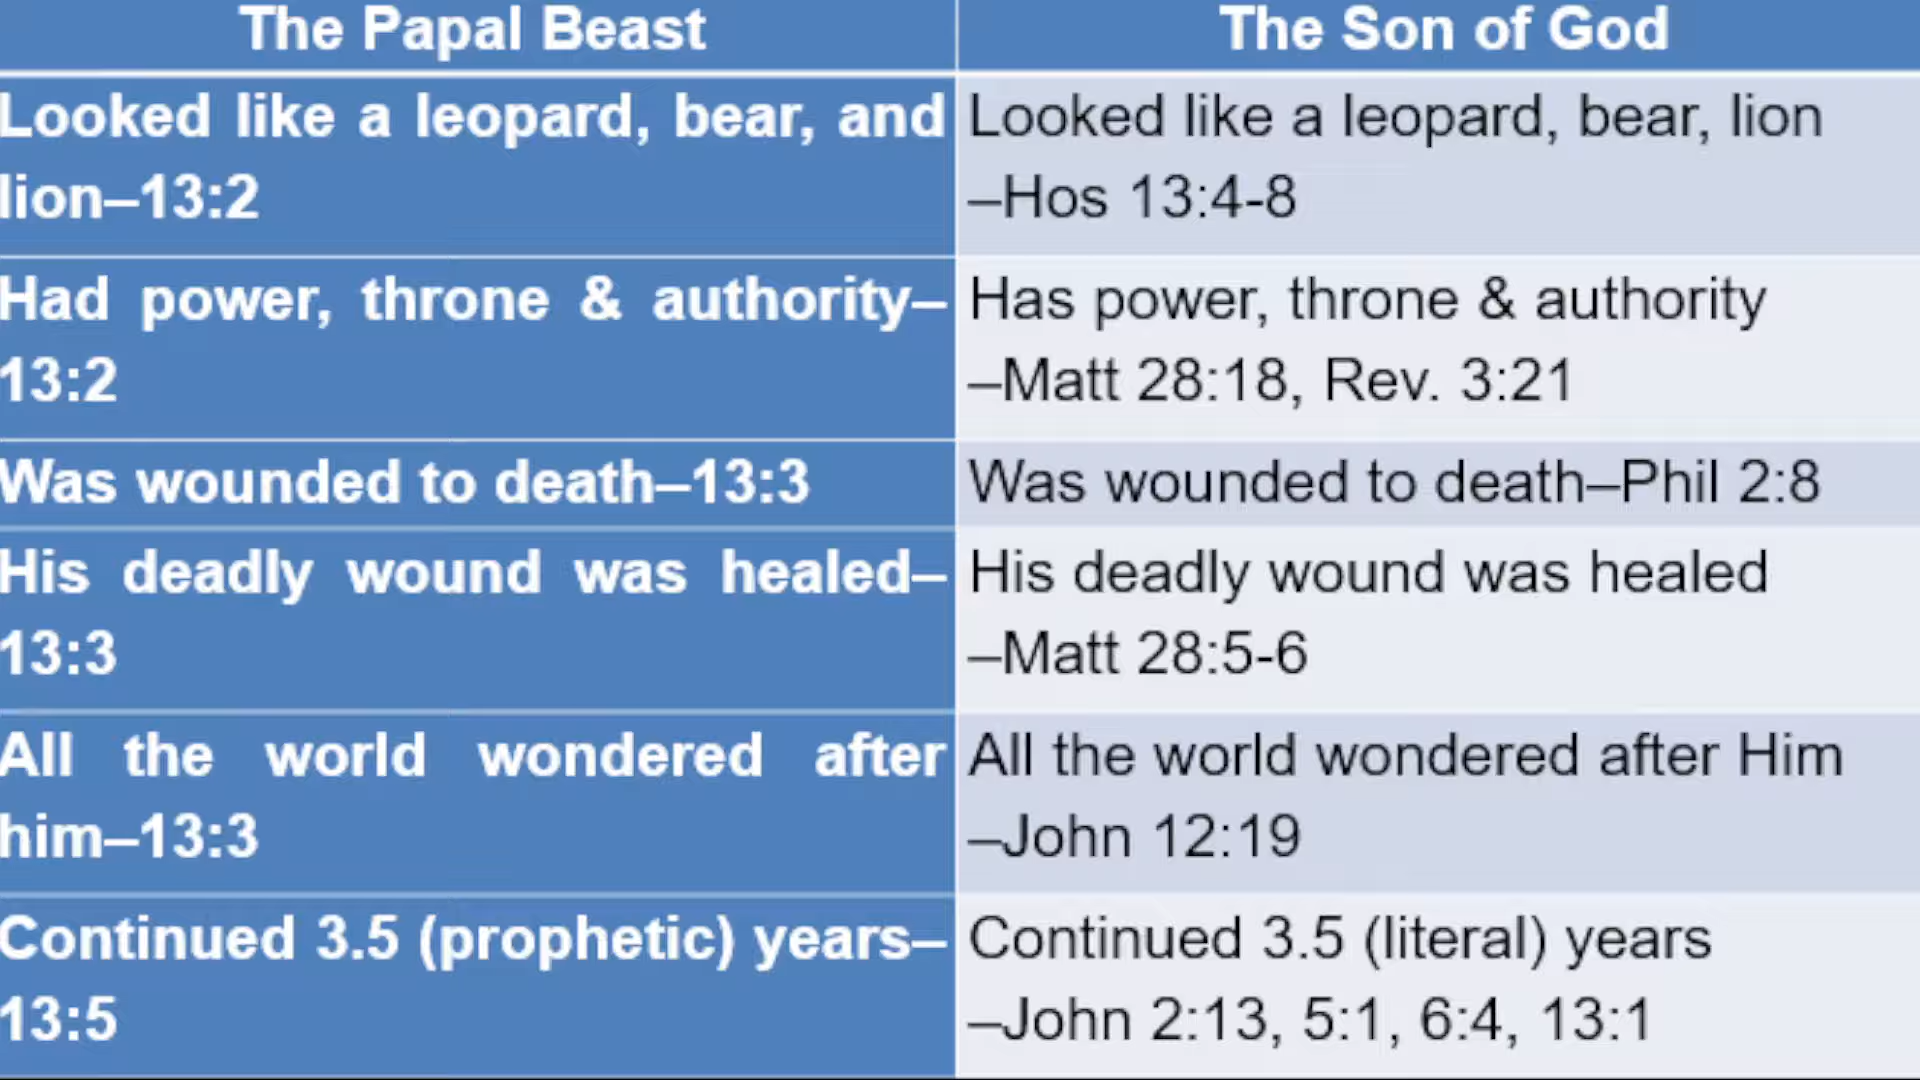 The Papal Beast
The Son of God
Looked like a leopard, bear, and
lion–13:2
Looked like a leopard, bear, lion
–Hos 13:4-8
Had power, throne & authority–
13:2
Has power, throne & authority
–Matt 28:18, Rev. 3:21
Was wounded to death–13:3
Was wounded to death–Phil 2:8
His deadly wound was healed–
13:3
His deadly wound was healed
–Matt 28:5-6
All the world wondered after
him–13:3
All the world wondered after Him
–John 12:19
Continued 3.5 (prophetic) years–
13:5
Continued 3.5 (literal) years
–John 2:13, 5:1, 6:4, 13:1